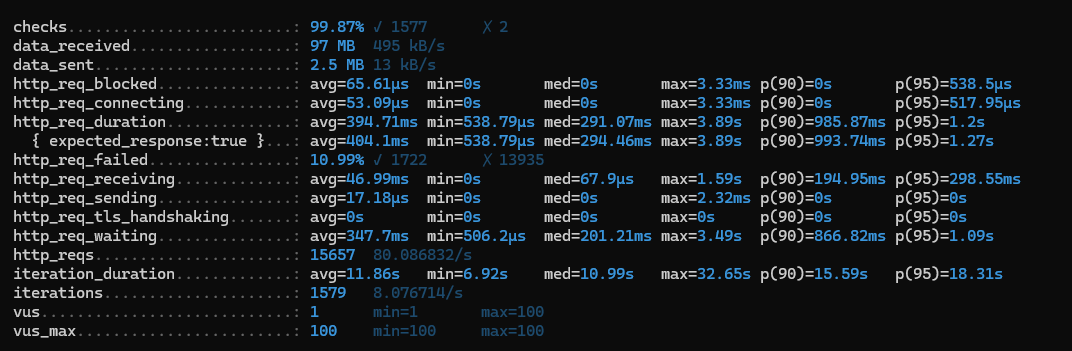 checks.........................: 99.87% ✓ 1577      ✗ 2
data_received..................: 97 MB  495 kB/s
data_sent......................: 2.5 MB 13 kB/s
http_req_blocked...............: avg=65.61µs  min=0s       med=0s       max=3.33ms p(90)=0s       p(95)=538.5µs
http_req_connecting............: avg=53.09µs  min=0s       med=0s       max=3.33ms p(90)=0s       p(95)=517.95µs
http_req_duration..............: avg=394.71ms min=538.79µs med=291.07ms max=3.89s  p(90)=985.87ms p(95)=1.2s
  { expected_response:true }...: avg=404.1ms  min=538.79µs med=294.46ms max=3.89s  p(90)=993.74ms p(95)=1.27s
http_req_failed................: 10.99% ✓ 1722      ✗ 13935
http_req_receiving.............: avg=46.99ms  min=0s       med=67.9µs   max=1.59s  p(90)=194.95ms p(95)=298.55ms
http_req_sending...............: avg=17.18µs  min=0s       med=0s       max=2.32ms p(90)=0s       p(95)=0s
http_req_tls_handshaking.......: avg=0s       min=0s       med=0s       max=0s     p(90)=0s       p(95)=0s
http_req_waiting...............: avg=347.7ms  min=506.2µs  med=201.21ms max=3.49s  p(90)=866.82ms p(95)=1.09s
http_reqs......................: 15657  80.086832/s
iteration_duration.............: avg=11.86s   min=6.92s    med=10.99s   max=32.65s p(90)=15.59s   p(95)=18.31s
iterations.....................: 1579   8.076714/s
vus............................: 1      min=1       max=100
vus_max........................: 100    min=100     max=100